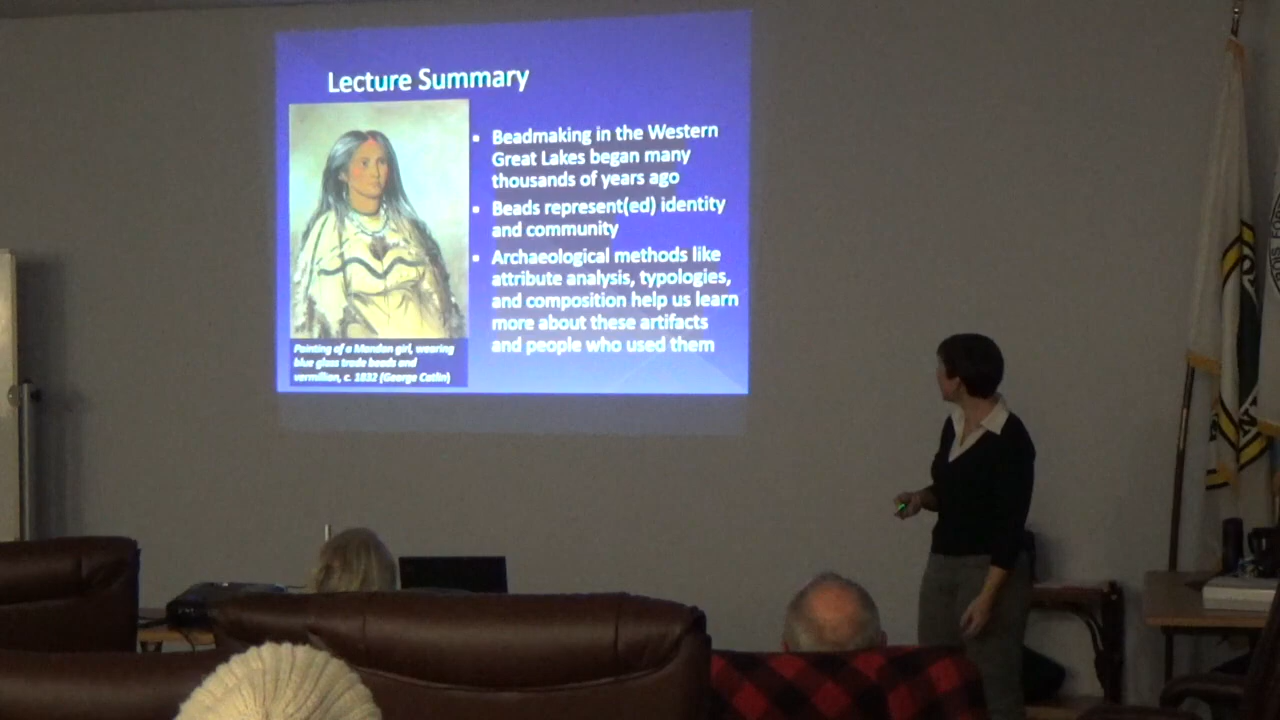 Lecture Summary
Beadmaking in the Western
Great Lakes began many
thousands of years ago
Beads represent(ed) identity
and community
Archaeological methods like
attribute analysis, typologies,
and composition help us learn
more about these artifacts
and people who used them
Painting of a Mandan girl, wearing
blue glass trade beads and
vermillion, c. 1832 (George Catlin)